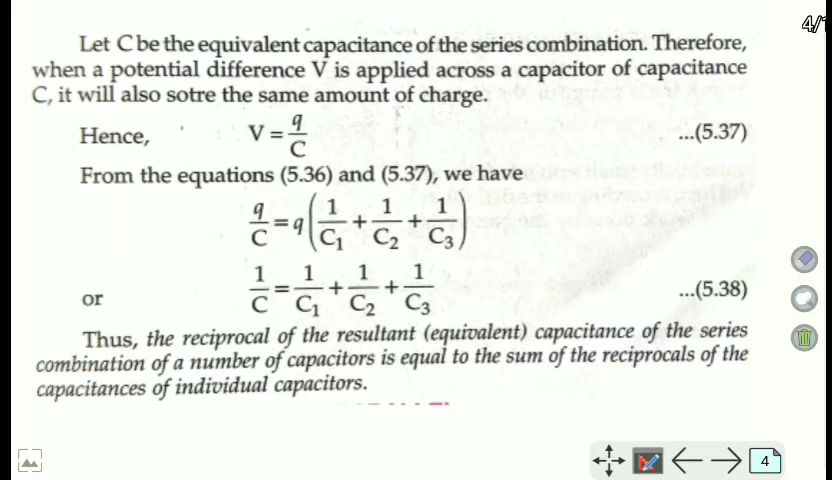 4/1
Let C be the equivalent capacitance of the series combination. Therefore,
when a potential difference V is applied across a capacitor of capacitance
C, it will also sotre the same amount of charge.
Hence, V = q/C ...(5.37)
From the equations (5.36) and (5.37), we have
q/C = q(1/C₁ + 1/C₂ + 1/C₃)
or 1/C = 1/C₁ + 1/C₂ + 1/C₃ ...(5.38)
Thus, the reciprocal of the resultant (equivalent) capacitance of the series
combination of a number of capacitors is equal to the sum of the reciprocals of the
capacitances of individual capacitors.
4